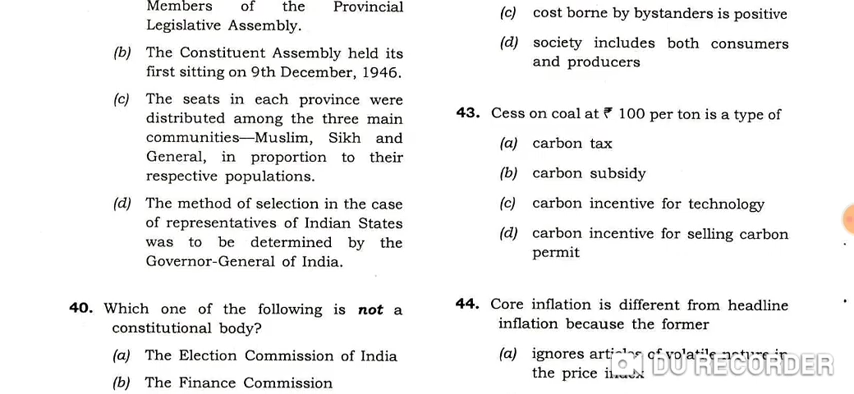 Members of the Provincial
Legislative Assembly.
(b) The Constituent Assembly held its
first sitting on 9th December, 1946.
(c) The seats in each province were
distributed among the three main
communities—Muslim, Sikh and
General, in proportion to their
respective populations.
(d) The method of selection in the case
of representatives of Indian States
was to be determined by the
Governor-General of India.
40. Which one of the following is not a
constitutional body?
(a) The Election Commission of India
(b) The Finance Commission
(c) cost borne by bystanders is positive
(d) society includes both consumers
and producers
43. Cess on coal at ₹ 100 per ton is a type of
(a) carbon tax
(b) carbon subsidy
(c) carbon incentive for technology
(d) carbon incentive for selling carbon
permit
44. Core inflation is different from headline
inflation because the former
(a) ignores articles of volatile nature in
the price index
DU RECORDER